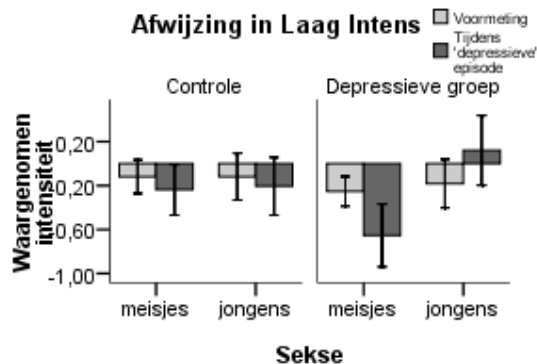 Afwijzing in Laag Intens
Voormeting
Tijdens
'depressieve'
episode
Controle
Depressieve groep
Waargenomen
intensiteit
0,20
-0,20
-0,60
-1,00
meisjes
jongens
meisjes
jongens
Sekse